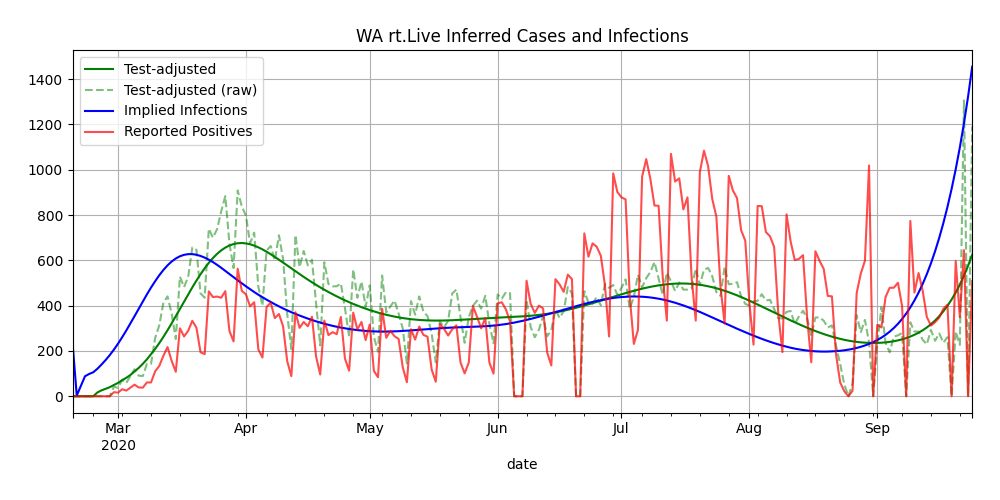 WA rt.Live Inferred Cases and Infections
Test-adjusted
Test-adjusted (raw)
Implied Infections
Reported Positives
1400
1200
1000
800
600
400
200
0
Mar Apr May Jun Jul Aug Sep
2020
date